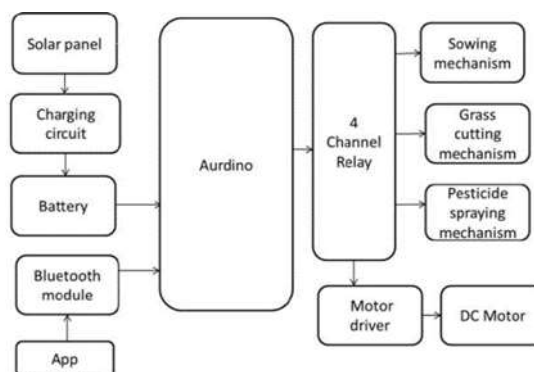 Solar panel
Charging
circuit
Battery
Bluetooth
module
App
Aurdino
4
Channel
Relay
Sowing
mechanism
Grass
cutting
mechanism
Pesticide
spraying
mechanism
Motor
driver
DC Motor